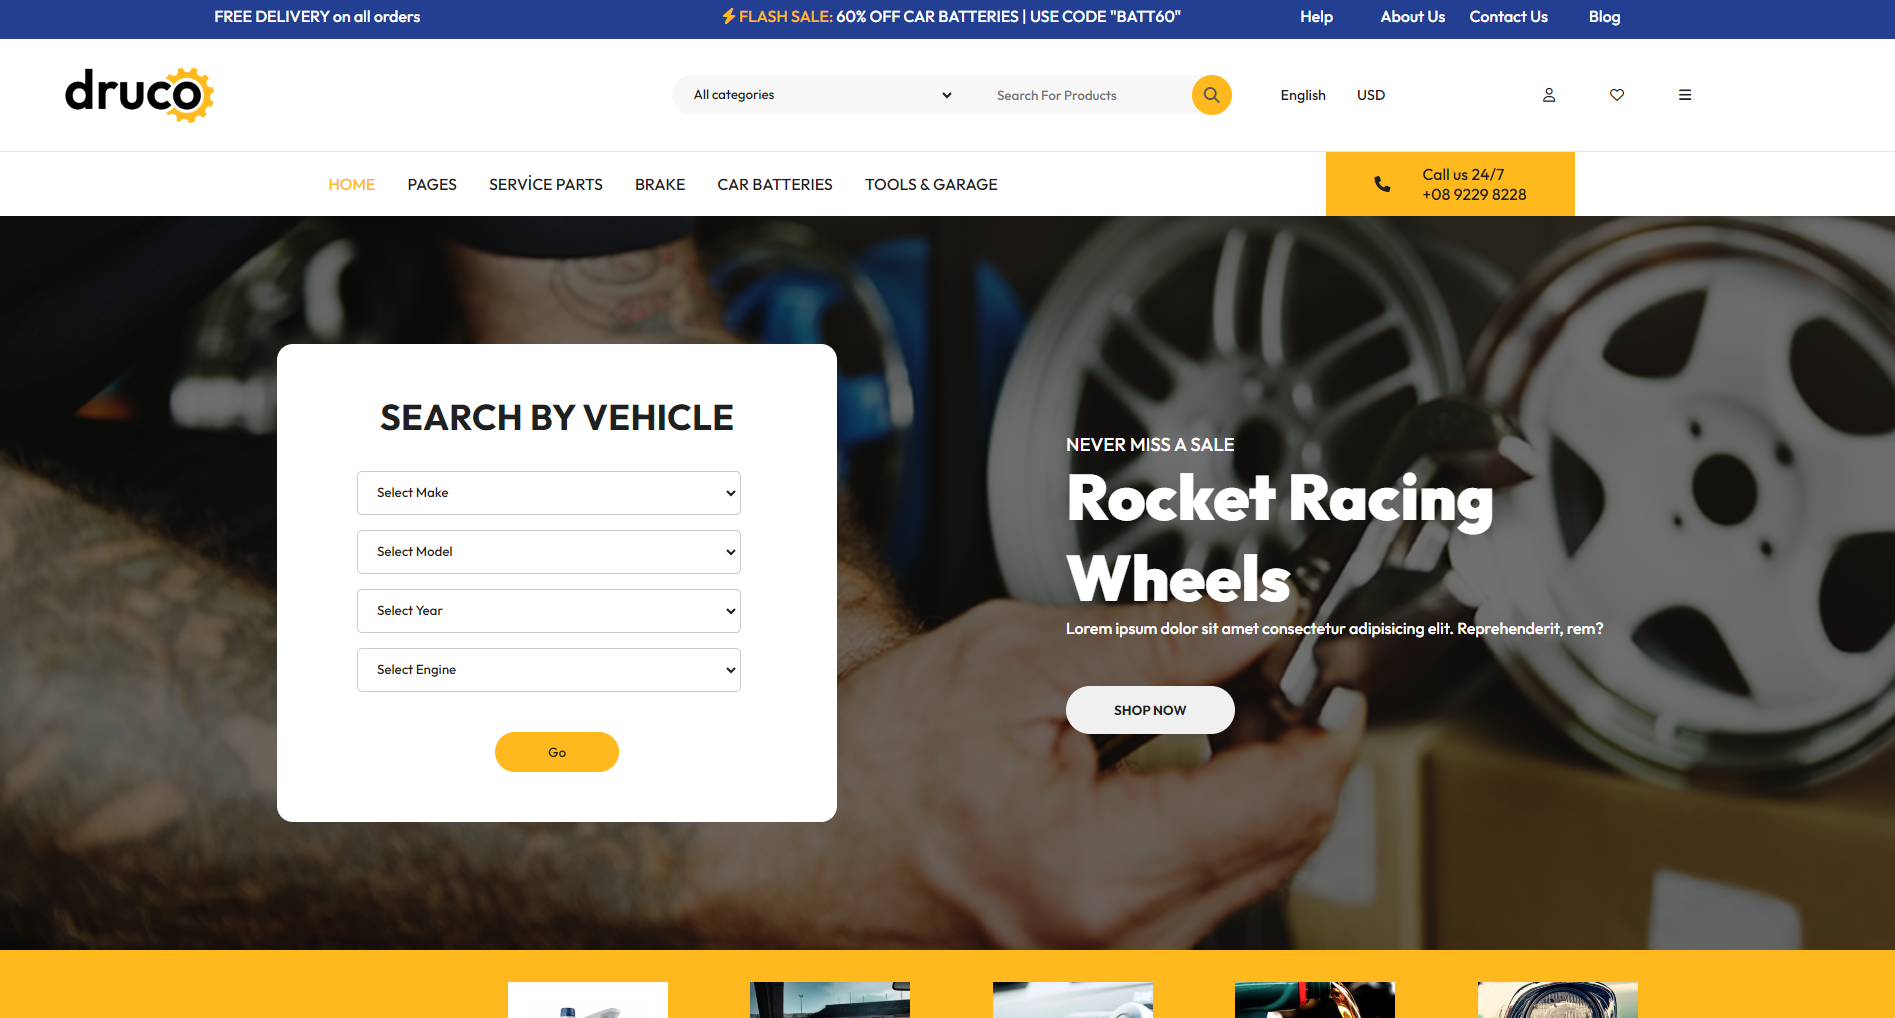 FREE DELIVERY on all orders
FLASH SALE: 60% OFF CAR BATTERIES | USE CODE "BATT60"
Help About Us Contact Us Blog
druco
All categories
Search For Products
English USD
HOME PAGES SERVİCE PARTS BRAKE CAR BATTERIES TOOLS & GARAGE
Call us 24/7
+08 9229 8228
SEARCH BY VEHICLE
Select Make
Select Model
Select Year
Select Engine
Go
NEVER MISS A SALE
Rocket Racing
Wheels
Lorem ipsum dolor sit amet consectetur adipisicing elit. Reprehenderit, rem?
SHOP NOW